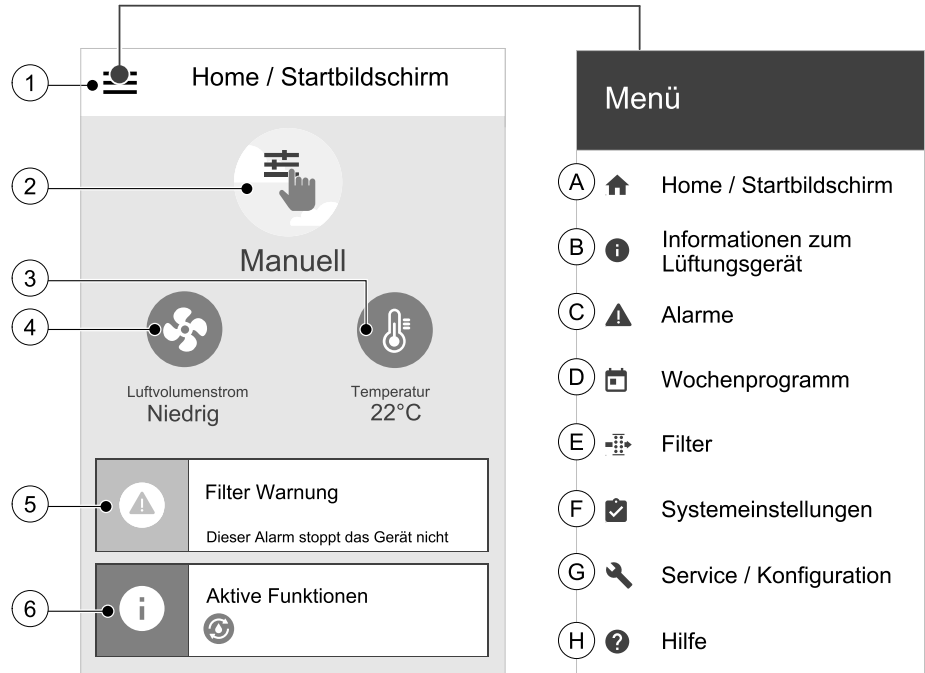 1
Home / Startbildschirm
2
Manuell
3
4
Luftvolumenstrom
Niedrig
Temperatur
22°C
5
Filter Warnung
Dieser Alarm stoppt das Gerät nicht
6
Aktive Funktionen
Menü
A
Home / Startbildschirm
B
Informationen zum
Lüftungsgerät
C
Alarme
D
Wochenprogramm
E
Filter
F
Systemeinstellungen
G
Service / Konfiguration
H
Hilfe